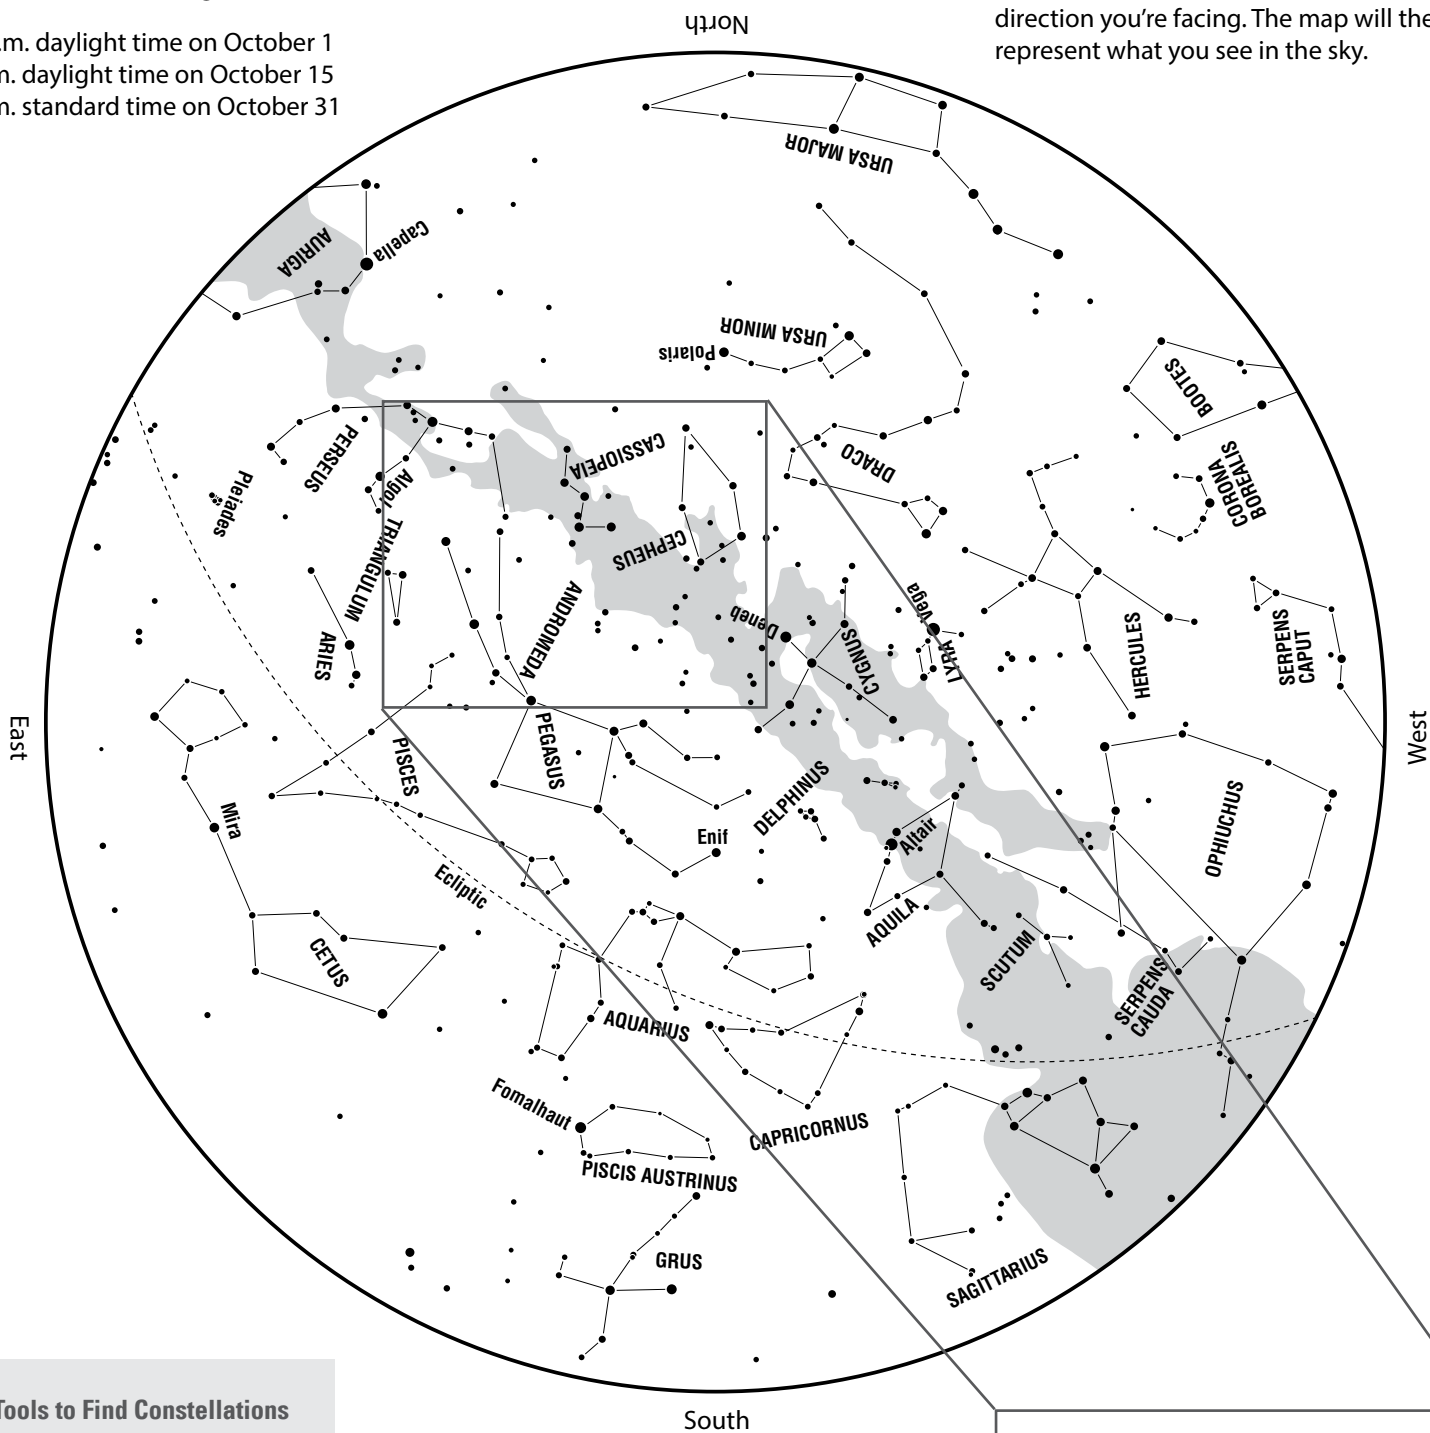 North
direction you're facing. The map will the
represent what you see in the sky.
.m. daylight time on October 1
m. daylight time on October 15
m. standard time on October 31
URSA MAJOR
AURIGA
Capella
URSA MINOR
Polaris
BOOTES
PERSEUS
CASSIOPEIA
DRACO
CORONA
BOREALIS
Pleiades
Algol
TRIANGULUM
CEPHEUS
ANDROMEDA
Deneb
CYGNUS
Vega
LYRA
HERCULES
SERPENS
CAPUT
ARIES
East
West
PISCES
PEGASUS
DELPHINUS
OPHIUCHUS
Mira
Enif
Altair
Ecliptic
AQUILA
CETUS
SCUTUM
SERPENS
CAUDA
AQUARIUS
Fomalhaut
CAPRICORNUS
PISCIS AUSTRINUS
GRUS
SAGITTARIUS
Tools to Find Constellations
South